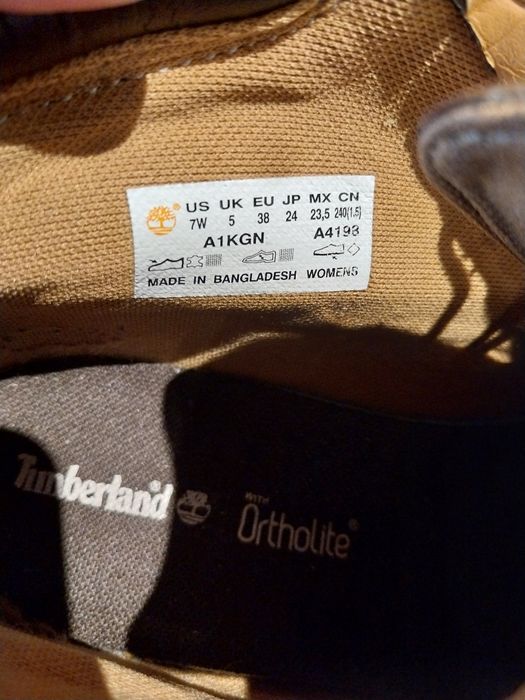 US UK EU JP MX CN
7W 5 38 24 23,5 240(1.5)
A1KGN A4193
MADE IN BANGLADESH WOMENS
Timberland® WITH
Ortholite®